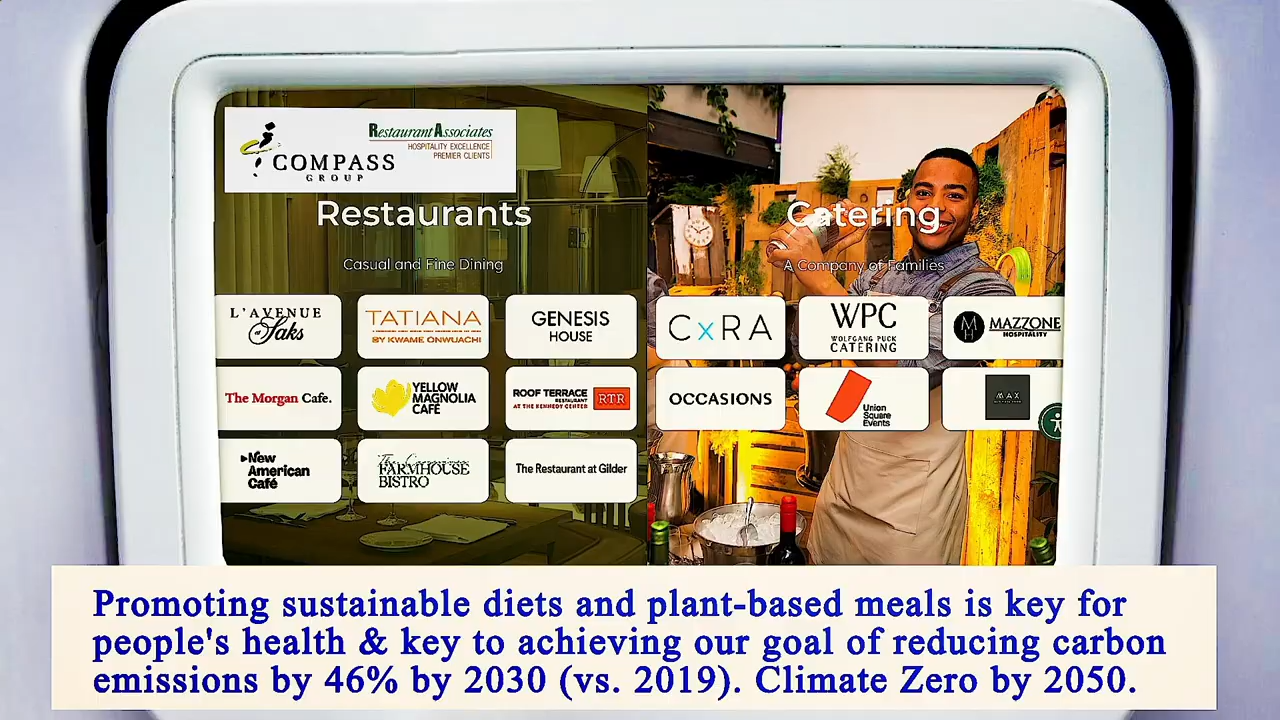 COMPASS
GROUP
Restaurant Associates
HOSPITALITY EXCELLENCE
PREMIER CLIENTS
Restaurants
Casual and Fine Dining
L'AVENUE
Saks
TATIANA
BY KWAME ONWUACHI
GENESIS
HOUSE
The Morgan Cafe.
YELLOW
MAGNOLIA
CAFÉ
ROOF TERRACE
RESTAURANT
AT THE KENNEDY CENTER
RTR
New
American
Café
FARMHOUSE
BISTRO
The Restaurant at Gilder
Catering
A Company of Families
CxRA
WPC
WOLFGANG PUCK
CATERING
MH
MAZZONE
HOSPITALITY
OCCASIONS
Union
Square
Events
MAX
Promoting sustainable diets and plant-based meals is key for
people's health & key to achieving our goal of reducing carbon
emissions by 46% by 2030 (vs. 2019). Climate Zero by 2050.